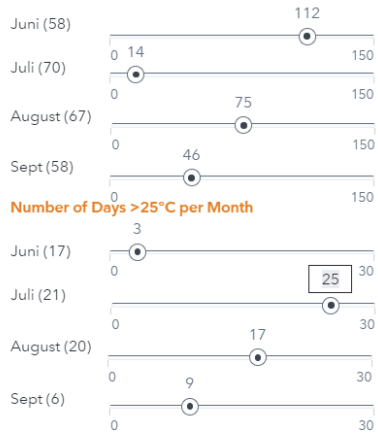 112
Juni (58)
0 150
14
Juli (70)
0 150
75
August (67)
0 150
46
Sept (58)
0 150
Number of Days >25°C per Month
3
Juni (17)
0 30
25
Juli (21)
0 30
17
August (20)
0 30
9
Sept (6)
0 30